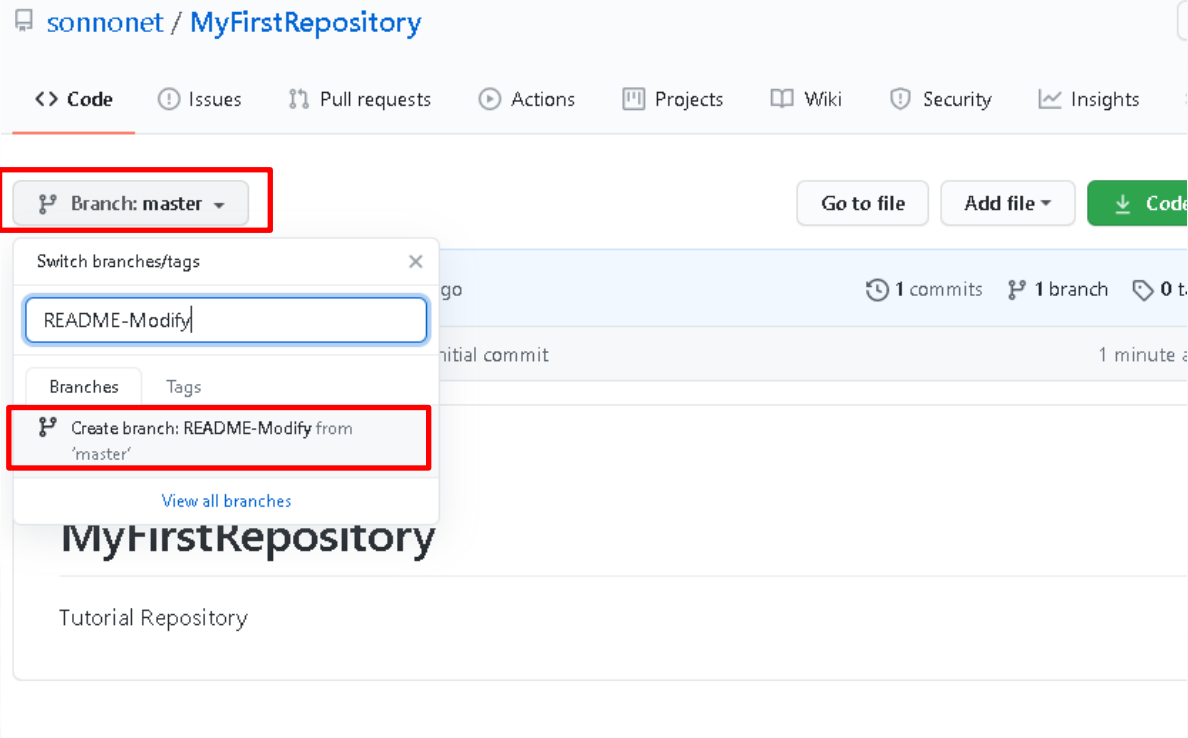 sonnonet / MyFirstRepository
Code Issues Pull requests Actions Projects Wiki Security Insights
Branch: master Go to file Add file Code
Switch branches/tags
README-Modify
go 1 commits 1 branch 0
nitial commit 1 minute
Branches Tags
Create branch: README-Modify from
'master'
View all branches
MyFirstRepository
Tutorial Repository